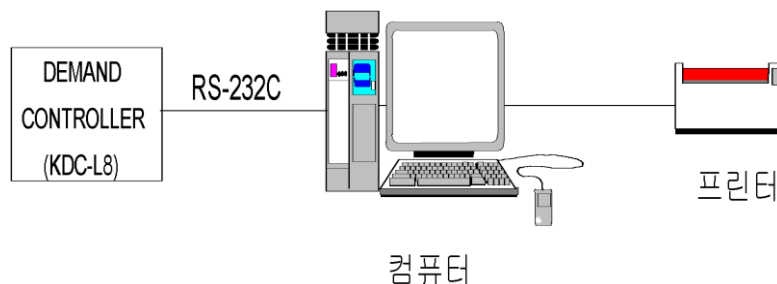 DEMAND
CONTROLLER
(KDC-L8)
RS-232C
컴퓨터
프린터